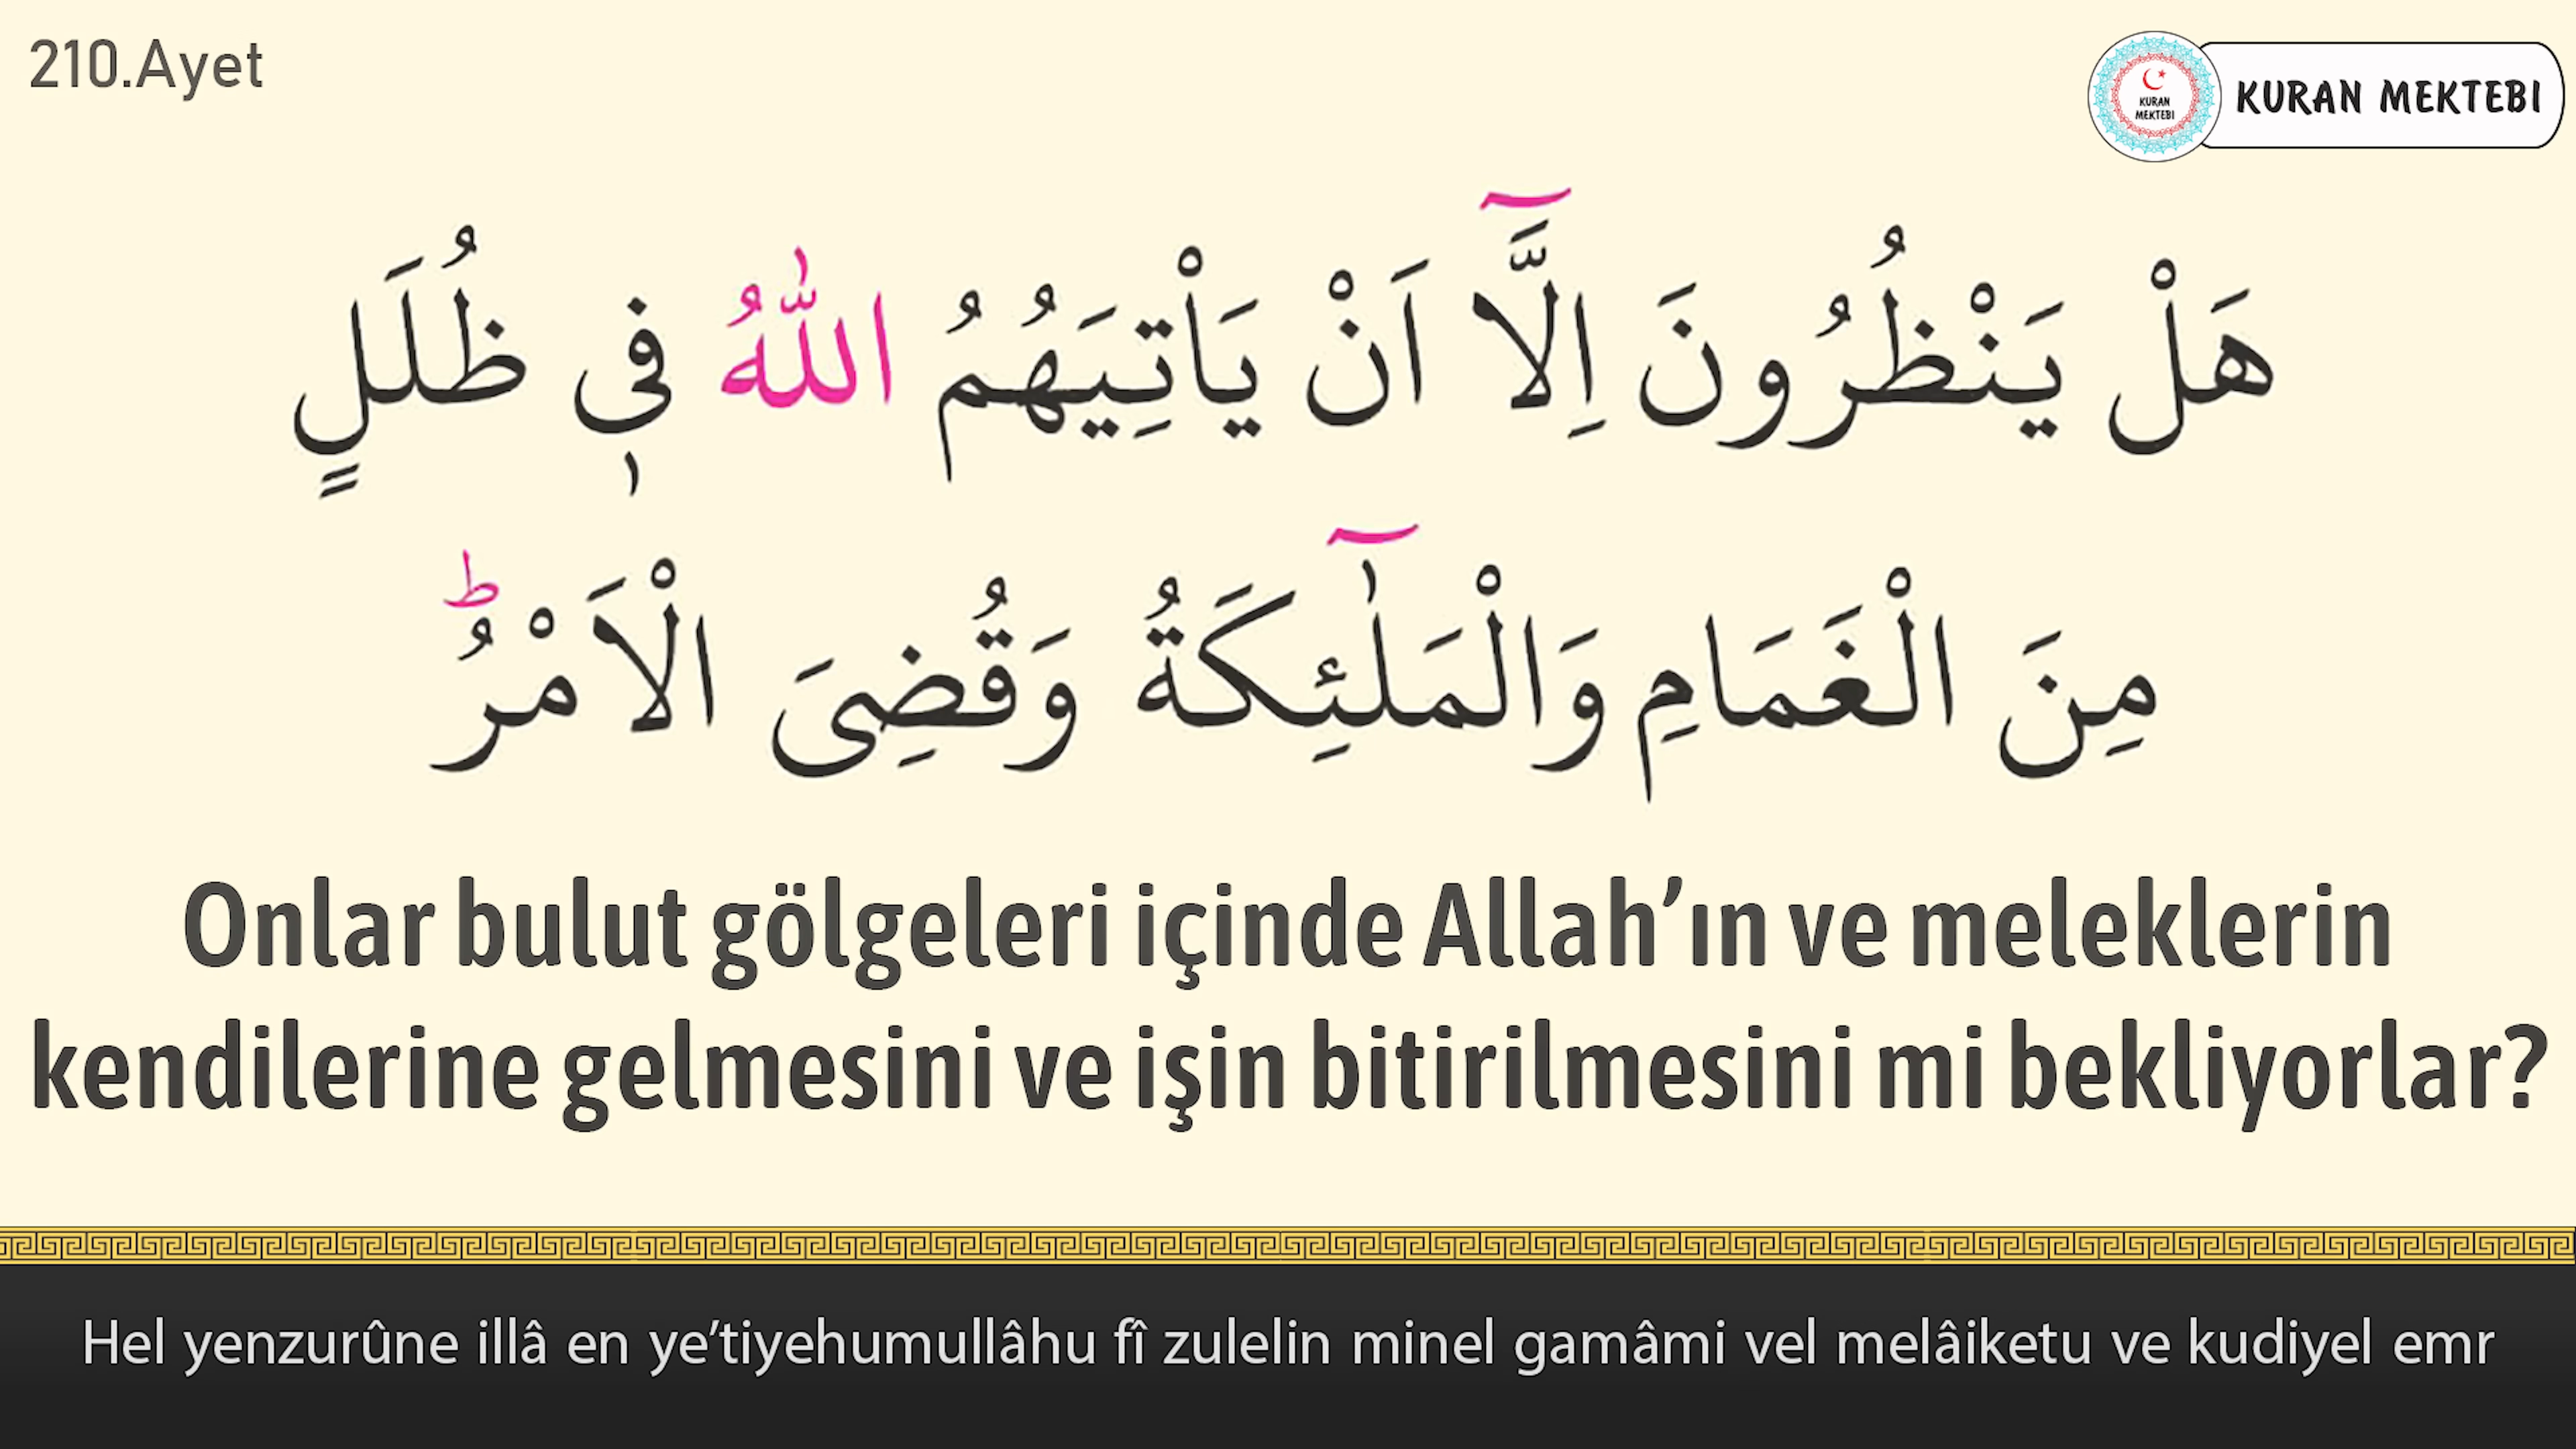 210.Ayet
KURAN MEKTEBI
KURAN MEKTEBI
هَلْ يَنْظُرُونَ اِلَّٓا اَنْ يَاْتِيَهُمُ اللّٰهُ ف۪ى ظُلَلٍ
مِنَ الْغَمَامِ وَالْمَلٰٓئِكَةُ وَقُضِىَ الْاَمْرُۜ
Onlar bulut gölgeleri içinde Allah’ın ve meleklerin
kendilerine gelmesini ve işin bitirilmesini mi bekliyorlar?
Hel yenzurûne illâ en ye’tiyehumullâhu fî zulelin minel gamâmi vel melâiketu ve kudiyel emr